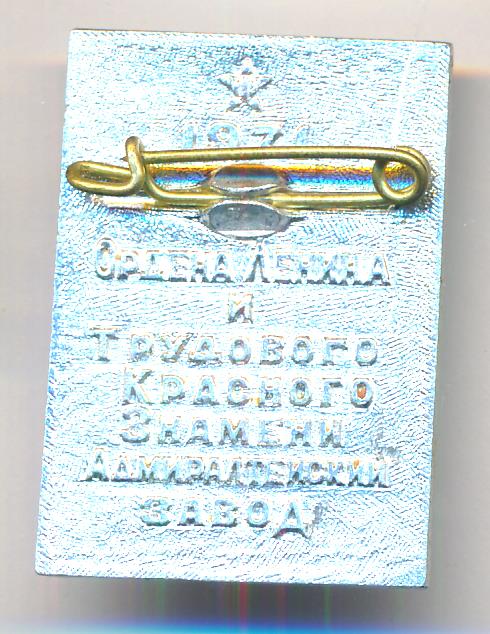 ОРДЕНА ЛЕНИНА
И
ТРУДОВОГО
КРАСНОГО
ЗНАМЕНИ
АДМИРАЛТЕЙСКИЙ
ЗАВОД